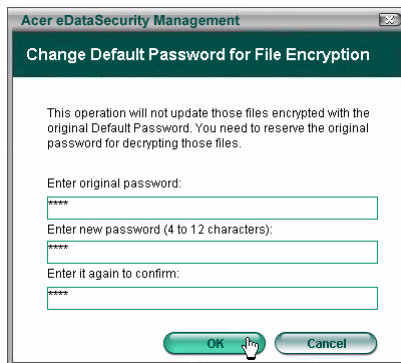 Acer eDataSecurity Management
Change Default Password for File Encryption
This operation will not update those files encrypted with the
original Default Password. You need to reserve the original
password for decrypting those files.
Enter original password:
****
Enter new password (4 to 12 characters):
****
Enter it again to confirm:
****
OK Cancel